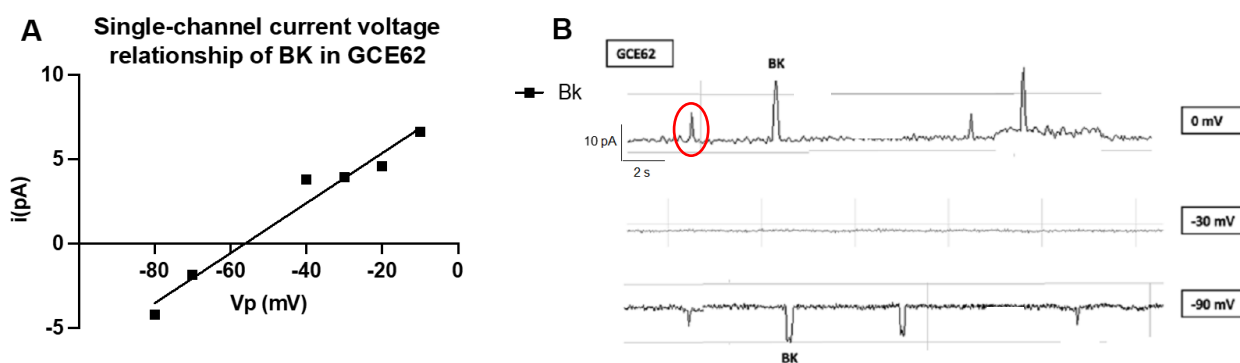 A
Single-channel current voltage
relationship of BK in GCE62
10
5
0
-5
i(pA)
-80
-60
-40
-20
0
Vp (mV)
Bk
B
GCE62
BK
0 mV
10 pA
2 s
-30 mV
-90 mV
BK